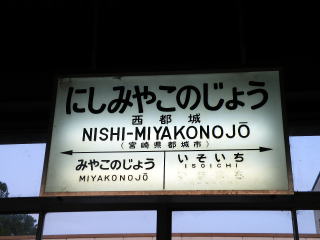 にしみやこのじょう
西都城
NISHI-MIYAKONOJŌ
(宮崎県都城市)
みやこのじょう いそいち
MIYAKONOJŌ ISOICHI